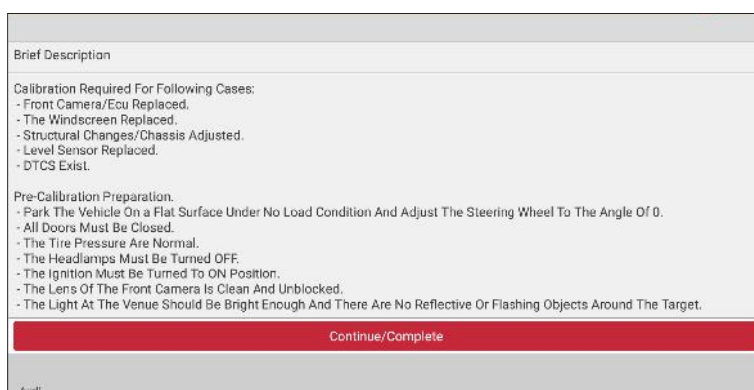 Brief Description
Calibration Required For Following Cases:
- Front Camera/Ecu Replaced.
- The Windscreen Replaced.
- Structural Changes/Chassis Adjusted.
- Level Sensor Replaced.
- DTCS Exist.
Pre-Calibration Preparation.
- Park The Vehicle On a Flat Surface Under No Load Condition And Adjust The Steering Wheel To The Angle Of 0.
- All Doors Must Be Closed.
- The Tire Pressure Are Normal.
- The Headlamps Must Be Turned OFF.
- The Ignition Must Be Turned To ON Position.
- The Lens Of The Front Camera Is Clean And Unblocked.
- The Light At The Venue Should Be Bright Enough And There Are No Reflective Or Flashing Objects Around The Target.
Continue/Complete